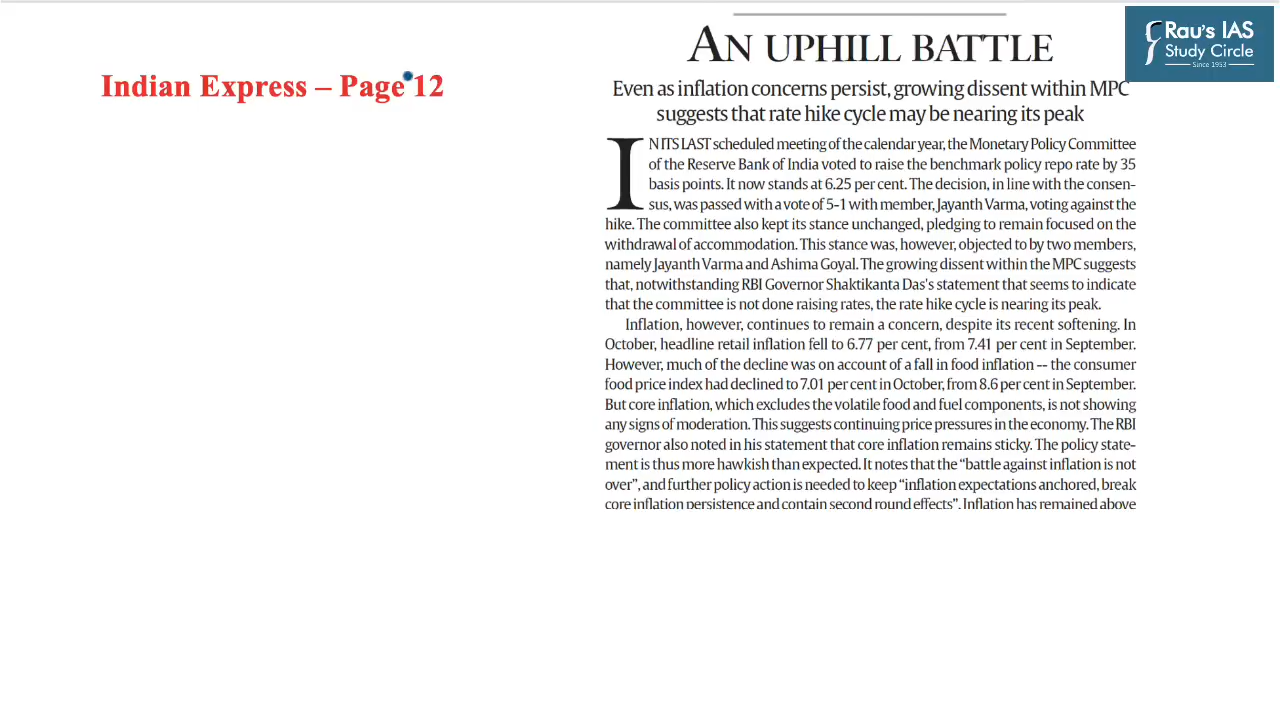 Indian Express – Page 12
AN UPHILL BATTLE
Even as inflation concerns persist, growing dissent within MPC
suggests that rate hike cycle may be nearing its peak
IN ITS LAST scheduled meeting of the calendar year, the Monetary Policy Committee
of the Reserve Bank of India voted to raise the benchmark policy repo rate by 35
basis points. It now stands at 6.25 per cent. The decision, in line with the consen-
sus, was passed with a vote of 5-1 with member, Jayanth Varma, voting against the
hike. The committee also kept its stance unchanged, pledging to remain focused on the
withdrawal of accommodation. This stance was, however, objected to by two members,
namely Jayanth Varma and Ashima Goyal. The growing dissent within the MPC suggests
that, notwithstanding RBI Governor Shaktikanta Das's statement that seems to indicate
that the committee is not done raising rates, the rate hike cycle is nearing its peak.
Inflation, however, continues to remain a concern, despite its recent softening. In
October, headline retail inflation fell to 6.77 per cent, from 7.41 per cent in September.
However, much of the decline was on account of a fall in food inflation -- the consumer
food price index had declined to 7.01 per cent in October, from 8.6 per cent in September.
But core inflation, which excludes the volatile food and fuel components, is not showing
any signs of moderation. This suggests continuing price pressures in the economy. The RBI
governor also noted in his statement that core inflation remains sticky. The policy state-
ment is thus more hawkish than expected. It notes that the “battle against inflation is not
over”, and further policy action is needed to keep “inflation expectations anchored, break
core inflation persistence and contain second round effects”. Inflation has remained above
Rau's IAS
Study Circle
Since 1953